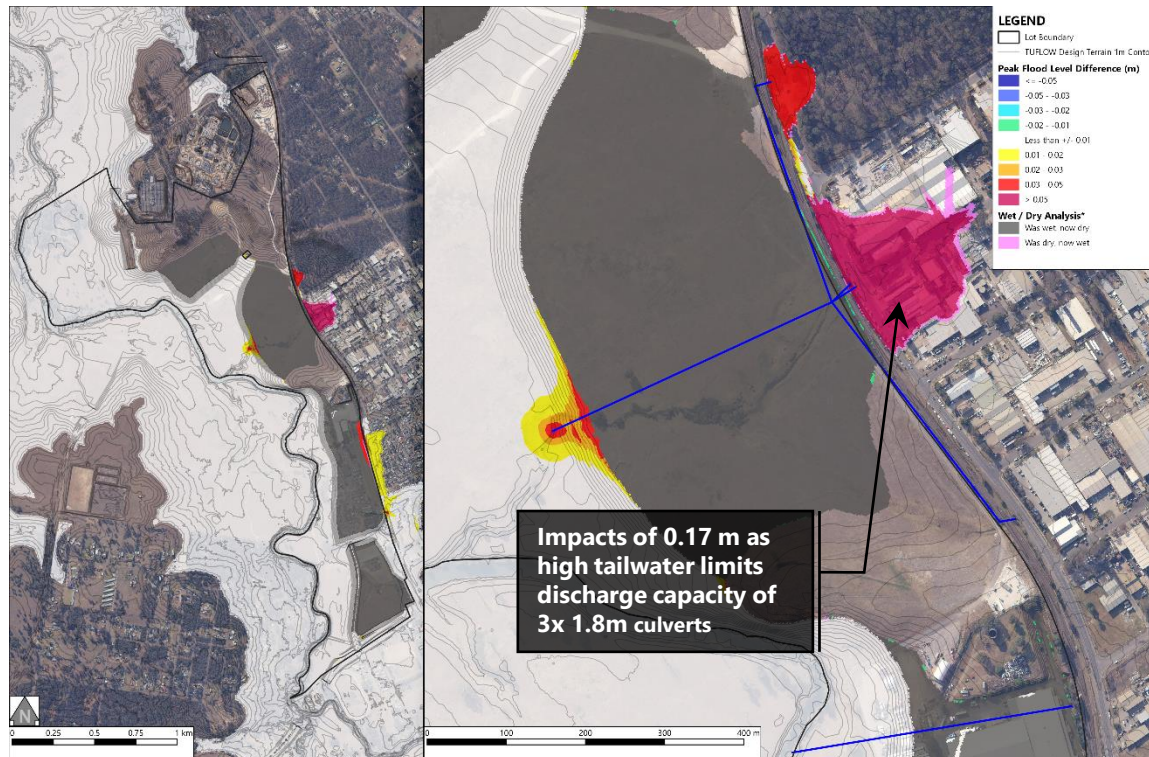 LEGEND
Lot Boundary
TUFLOW Design Terrain 1m Conto
Peak Flood Level Difference (m)
<= -0.05
-0.05 - -0.03
-0.03 - -0.02
-0.02 - -0.01
Less than +/- 0.01
0.01 - 0.02
0.02 - 0.03
0.03 - 0.05
> 0.05
Wet / Dry Analysis*
Was wet, now dry
Was dry, now wet
Impacts of 0.17 m as
high tailwater limits
discharge capacity of
3x 1.8m culverts
N
0 0.25 0.5 0.75 1 km
0 100 200 300 400 m